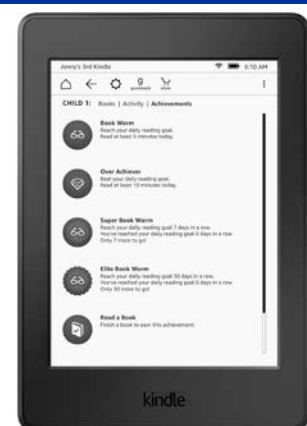 Jenny's 3rd Kindle 8:10 AM
goodreads store
CHILD 1: Books | Activity | Achievements
Book Worm
Reach your daily reading goal.
Read at least 5 minutes today.
Over Achiever
Beat your daily reading goal.
Read at least 10 minutes today.
Super Book Worm
Reach your daily reading goal 7 days in a row.
You've reached your daily reading goal 0 days in a row.
Only 7 more to go!
Elite Book Worm
Reach your daily reading goal 30 days in a row.
You've reached your daily reading goal 0 days in a row.
Only 30 more to go!
Read a Book
Finish a book to earn this achievement.
kindle